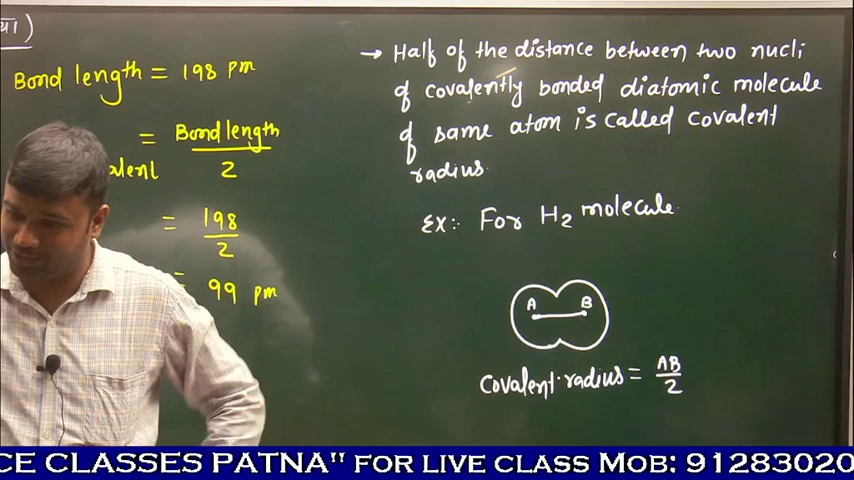 Bond length = 198 pm
= Bond length / 2
alent
= 198 / 2
= 99 pm
→ Half of the distance between two nucli
of covalently bonded diatomic molecule
of same atom is called covalent
radius.
Ex:- For H₂ molecule.
A B
covalent.radius = AB / 2
CE CLASSES PATNA" FOR LIVE CLASS MOB: 91283020